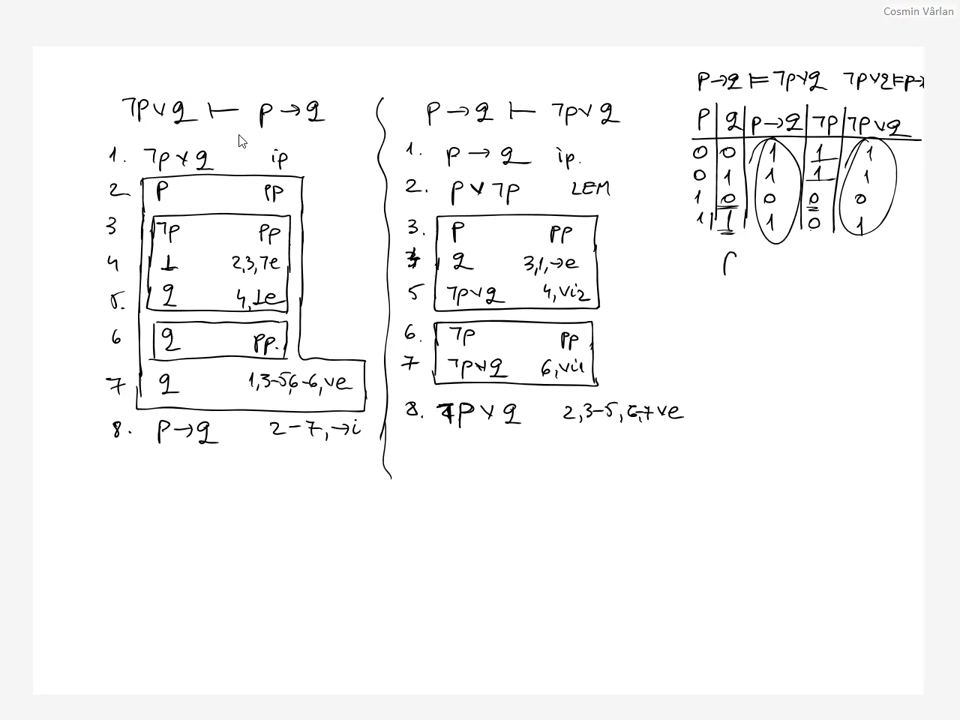 Cosmin Vârlan
¬p∨q ⊢ p→q
1. ¬p∨q ip
2 p pp
3 ¬p pp
4 ⊥ 2,3,¬e
5. q 4,⊥e
6 q pp.
7 q 1,3-5,6-6,∨e
8. p→q 2-7,→i
p→q ⊢ ¬p∨q
1. p→q ip.
2. p∨¬p LEM
3. p pp
4 q 3,1,→e
5 ¬p∨q 4,∨i2
6. ¬p pp
7 ¬p∨q 6,∨i1
8. ¬p∨q 2,3-5,6-7∨e
p→q ⊨ ¬p∨q ¬p∨q⊨p→
p q p→q ¬p ¬p∨q
0 0 1 1 1
0 1 1 1 1
1 0 0 0 0
1 1 1 0 1